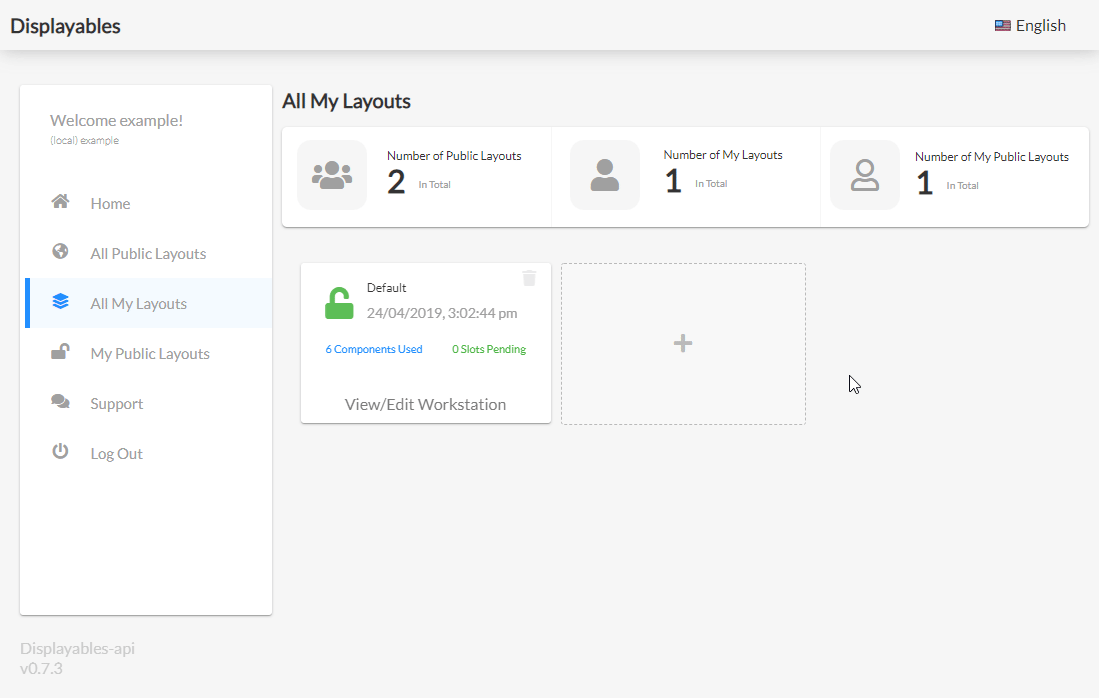 Displayables
English
Welcome example!
(local) example
Home
All Public Layouts
All My Layouts
My Public Layouts
Support
Log Out
Displayables-api
v0.7.3
All My Layouts
Number of Public Layouts
2 In Total
Number of My Layouts
1 In Total
Number of My Public Layouts
1 In Total
Default
24/04/2019, 3:02:44 pm
6 Components Used
0 Slots Pending
View/Edit Workstation